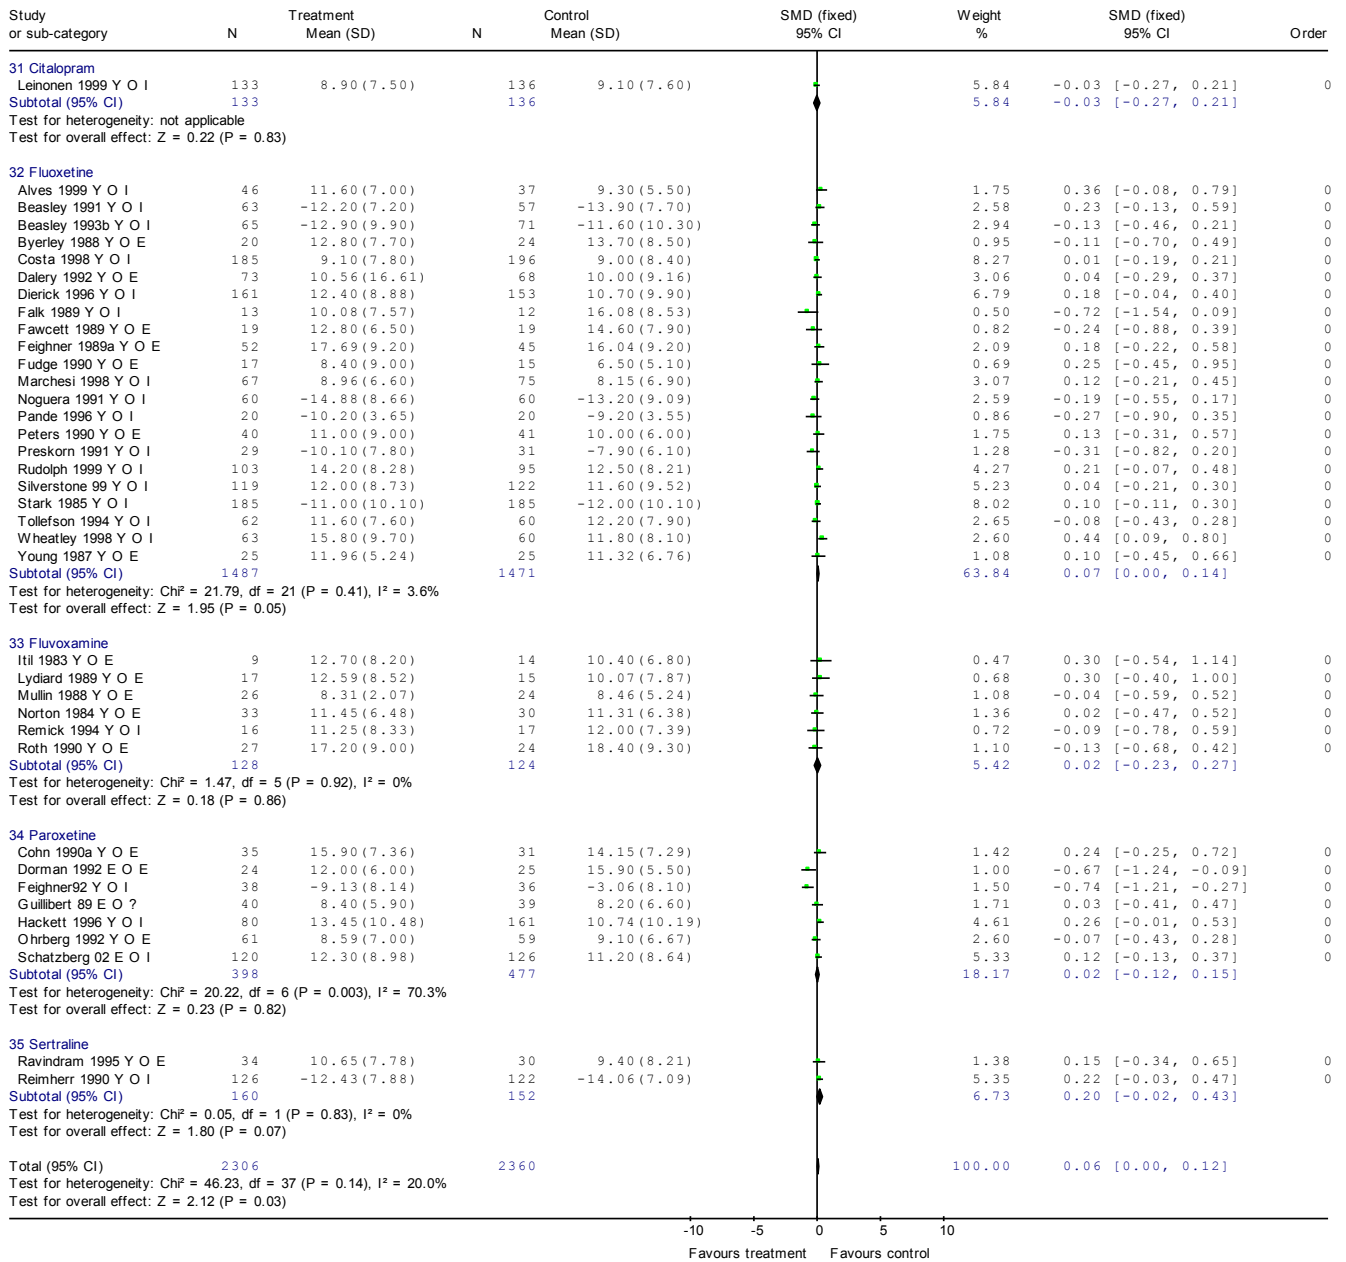 Study Treatment Control SMD (fixed) Weight SMD (fixed)
or sub-category N Mean (SD) N Mean (SD) 95% CI % 95% CI Order
31 Citalopram
Leinonen 1999 Y O I 133 8.90(7.50) 136 9.10(7.60) 5.84 -0.03 [-0.27, 0.21] 0
Subtotal (95% CI) 133 136 5.84 -0.03 [-0.27, 0.21]
Test for heterogeneity: not applicable
Test for overall effect: Z = 0.22 (P = 0.83)
32 Fluoxetine
Alves 1999 Y O I 46 11.60(7.00) 37 9.30(5.50) 1.75 0.36 [-0.08, 0.79] 0
Beasley 1991 Y O I 63 -12.20(7.20) 57 -13.90(7.70) 2.58 0.23 [-0.13, 0.59] 0
Beasley 1993b Y O I 65 -12.90(9.90) 71 -11.60(10.30) 2.94 -0.13 [-0.46, 0.21] 0
Byerley 1988 Y O E 20 12.80(7.70) 24 13.70(8.50) 0.95 -0.11 [-0.70, 0.49] 0
Costa 1998 Y O I 185 9.10(7.80) 196 9.00(8.40) 8.27 0.01 [-0.19, 0.21] 0
Dalery 1992 Y O E 73 10.56(16.61) 68 10.00(9.16) 3.06 0.04 [-0.29, 0.37] 0
Dierick 1996 Y O I 161 12.40(8.88) 153 10.70(9.90) 6.79 0.18 [-0.04, 0.40] 0
Falk 1989 Y O I 13 10.08(7.57) 12 16.08(8.53) 0.50 -0.72 [-1.54, 0.09] 0
Fawcett 1989 Y O E 19 12.80(6.50) 19 14.60(7.90) 0.82 -0.24 [-0.88, 0.39] 0
Feighner 1989a Y O E 52 17.69(9.20) 45 16.04(9.20) 2.09 0.18 [-0.22, 0.58] 0
Fudge 1990 Y O E 17 8.40(9.00) 15 6.50(5.10) 0.69 0.25 [-0.45, 0.95] 0
Marchesi 1998 Y O I 67 8.96(6.60) 75 8.15(6.90) 3.07 0.12 [-0.21, 0.45] 0
Noguera 1991 Y O I 60 -14.88(8.66) 60 -13.20(9.09) 2.59 -0.19 [-0.55, 0.17] 0
Pande 1996 Y O I 20 -10.20(3.65) 20 -9.20(3.55) 0.86 -0.27 [-0.90, 0.35] 0
Peters 1990 Y O E 40 11.00(9.00) 41 10.00(6.00) 1.75 0.13 [-0.31, 0.57] 0
Preskorn 1991 Y O I 29 -10.10(7.80) 31 -7.90(6.10) 1.28 -0.31 [-0.82, 0.20] 0
Rudolph 1999 Y O I 103 14.20(8.28) 95 12.50(8.21) 4.27 0.21 [-0.07, 0.48] 0
Silverstone 99 Y O I 119 12.00(8.73) 122 11.60(9.52) 5.23 0.04 [-0.21, 0.30] 0
Stark 1985 Y O I 185 -11.00(10.10) 185 -12.00(10.10) 8.02 0.10 [-0.11, 0.30] 0
Tollefson 1994 Y O I 62 11.60(7.60) 60 12.20(7.90) 2.65 -0.08 [-0.43, 0.28] 0
Wheatley 1998 Y O I 63 15.80(9.70) 60 11.80(8.10) 2.60 0.44 [0.09, 0.80] 0
Young 1987 Y O E 25 11.96(5.24) 25 11.32(6.76) 1.08 0.10 [-0.45, 0.66] 0
Subtotal (95% CI) 1487 1471 63.84 0.07 [0.00, 0.14]
Test for heterogeneity: Chi² = 21.79, df = 21 (P = 0.41), I² = 3.6%
Test for overall effect: Z = 1.95 (P = 0.05)
33 Fluvoxamine
Itil 1983 Y O E 9 12.70(8.20) 14 10.40(6.80) 0.47 0.30 [-0.54, 1.14] 0
Lydiard 1989 Y O E 17 12.59(8.52) 15 10.07(7.87) 0.68 0.30 [-0.40, 1.00] 0
Mullin 1988 Y O E 26 8.31(2.07) 24 8.46(5.24) 1.08 -0.04 [-0.59, 0.52] 0
Norton 1984 Y O E 33 11.45(6.48) 30 11.31(6.38) 1.36 0.02 [-0.47, 0.52] 0
Remick 1994 Y O I 16 11.25(8.33) 17 12.00(7.39) 0.72 -0.09 [-0.78, 0.59] 0
Roth 1990 Y O E 27 17.20(9.00) 24 18.40(9.30) 1.10 -0.13 [-0.68, 0.42] 0
Subtotal (95% CI) 128 124 5.42 0.02 [-0.23, 0.27]
Test for heterogeneity: Chi² = 1.47, df = 5 (P = 0.92), I² = 0%
Test for overall effect: Z = 0.18 (P = 0.86)
34 Paroxetine
Cohn 1990a Y O E 35 15.90(7.36) 31 14.15(7.29) 1.42 0.24 [-0.25, 0.72] 0
Dorman 1992 E O E 24 12.00(6.00) 25 15.90(5.50) 1.00 -0.67 [-1.24, -0.09] 0
Feighner92 Y O I 38 -9.13(8.14) 36 -3.06(8.10) 1.50 -0.74 [-1.21, -0.27] 0
Guillibert 89 E O ? 40 8.40(5.90) 39 8.20(6.60) 1.71 0.03 [-0.41, 0.47] 0
Hackett 1996 Y O I 80 13.45(10.48) 161 10.74(10.19) 4.61 0.26 [-0.01, 0.53] 0
Ohrberg 1992 Y O E 61 8.59(7.00) 59 9.10(6.67) 2.60 -0.07 [-0.43, 0.28] 0
Schatzberg 02 E O I 120 12.30(8.98) 126 11.20(8.64) 5.33 0.12 [-0.13, 0.37] 0
Subtotal (95% CI) 398 477 18.17 0.02 [-0.12, 0.15]
Test for heterogeneity: Chi² = 20.22, df = 6 (P = 0.003), I² = 70.3%
Test for overall effect: Z = 0.23 (P = 0.82)
35 Sertraline
Ravindram 1995 Y O E 34 10.65(7.78) 30 9.40(8.21) 1.38 0.15 [-0.34, 0.65] 0
Reimherr 1990 Y O I 126 -12.43(7.88) 122 -14.06(7.09) 5.35 0.22 [-0.03, 0.47] 0
Subtotal (95% CI) 160 152 6.73 0.20 [-0.02, 0.43]
Test for heterogeneity: Chi² = 0.05, df = 1 (P = 0.83), I² = 0%
Test for overall effect: Z = 1.80 (P = 0.07)
Total (95% CI) 2306 2360 100.00 0.06 [0.00, 0.12]
Test for heterogeneity: Chi² = 46.23, df = 37 (P = 0.14), I² = 20.0%
Test for overall effect: Z = 2.12 (P = 0.03)
-10 -5 0 5 10
Favours treatment Favours control